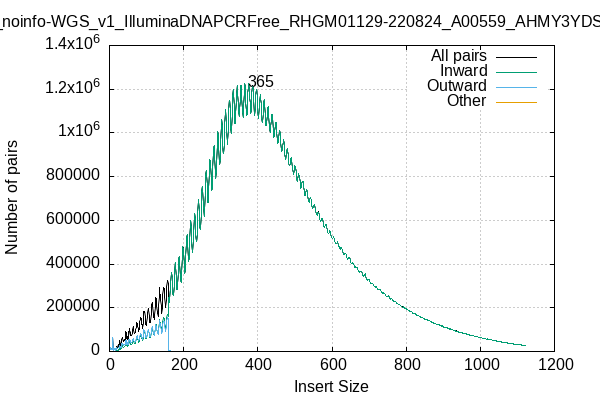 _noinfo-WGS_v1_IlluminaDNAPCRFree_RHGM01129-220824_A00559_AHMY3YDS
1.4x10^6
1.2x10^6
1x10^6
800000
600000
400000
200000
0
Number of pairs
365
All pairs
Inward
Outward
Other
0 200 400 600 800 1000 1200
Insert Size